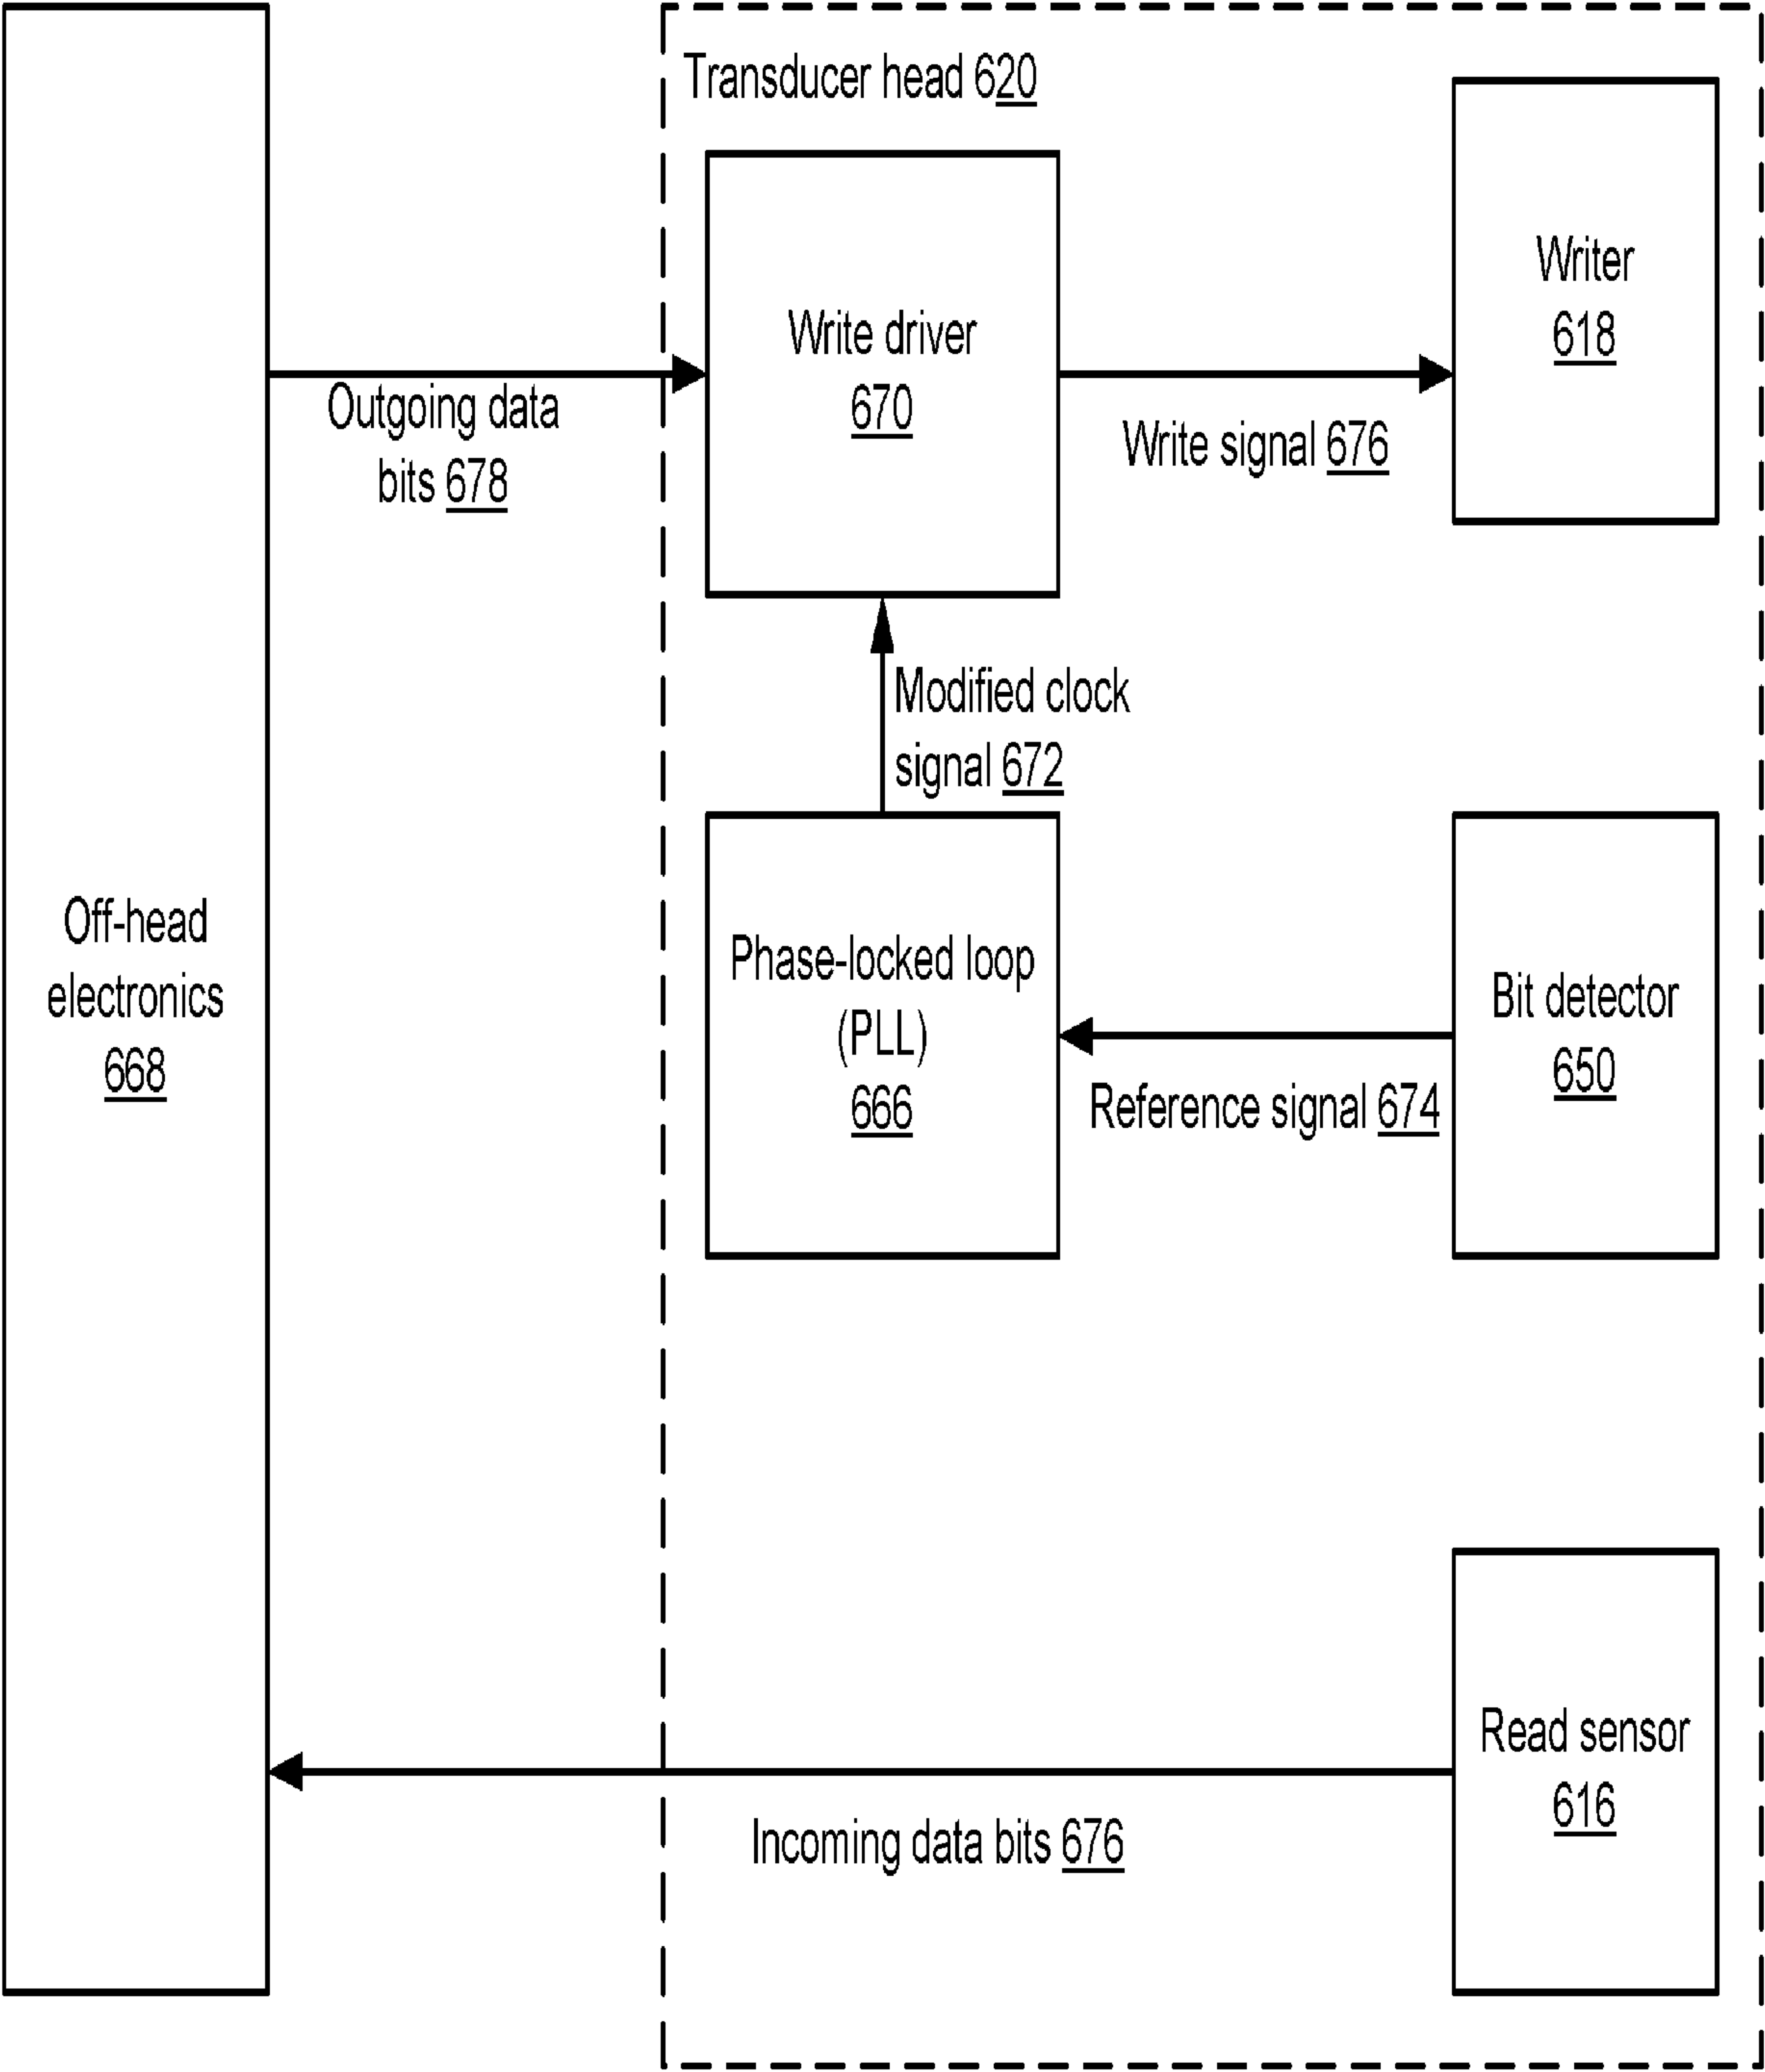 Transducer head 620
Writer
618
Write driver
670
Outgoing data
bits 678
Write signal 676
Modified clock
signal 672
Off-head
electronics
668
Phase-locked loop
(PLL)
666
Bit detector
650
Reference signal 674
Read sensor
616
Incoming data bits 676